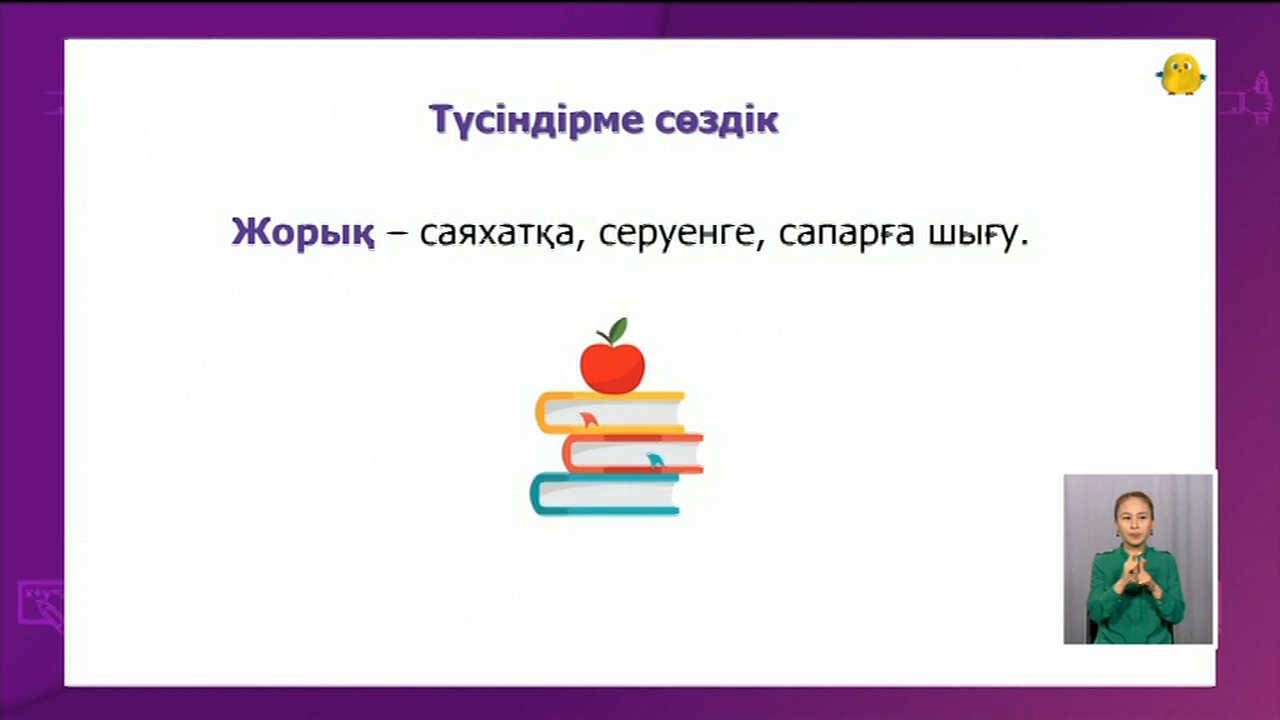 Түсіндірме сөздік
Жорық – саяхатқа, серуенге, сапарға шығу.